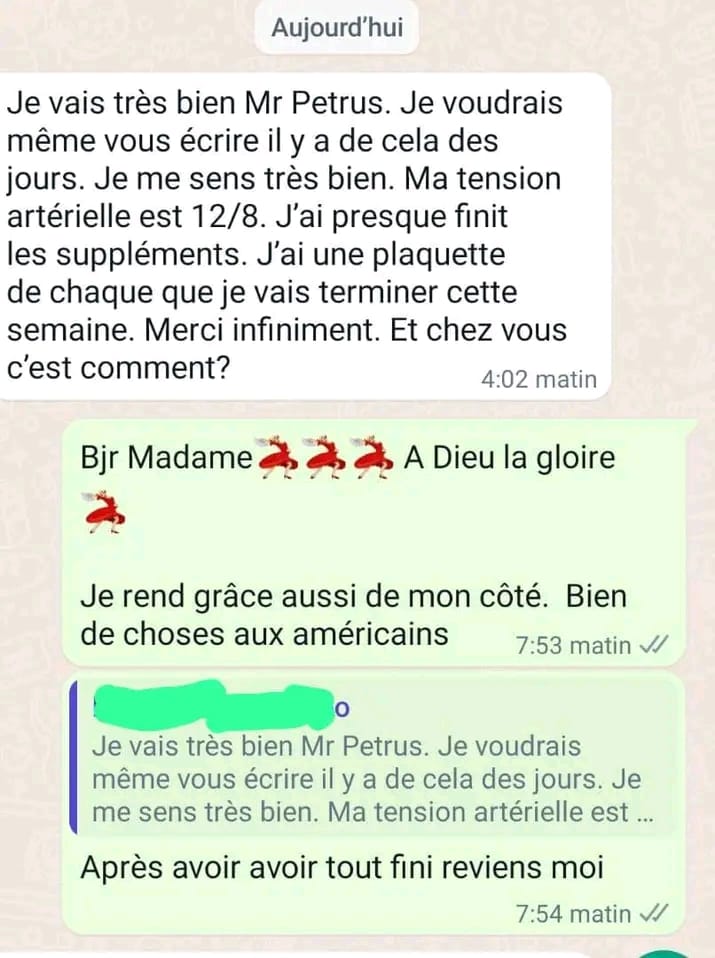 Aujourd'hui
Je vais très bien Mr Petrus. Je voudrais
même vous écrire il y a de cela des
jours. Je me sens très bien. Ma tension
artérielle est 12/8. J'ai presque finit
les suppléments. J'ai une plaquette
de chaque que je vais terminer cette
semaine. Merci infiniment. Et chez vous
c'est comment?
4:02 matin
Bjr Madame💃💃💃 A Dieu la gloire
💃
Je rend grâce aussi de mon côté. Bien
de choses aux américains
7:53 matin
o
Je vais très bien Mr Petrus. Je voudrais
même vous écrire il y a de cela des jours. Je
me sens très bien. Ma tension artérielle est ...
Après avoir avoir tout fini reviens moi
7:54 matin